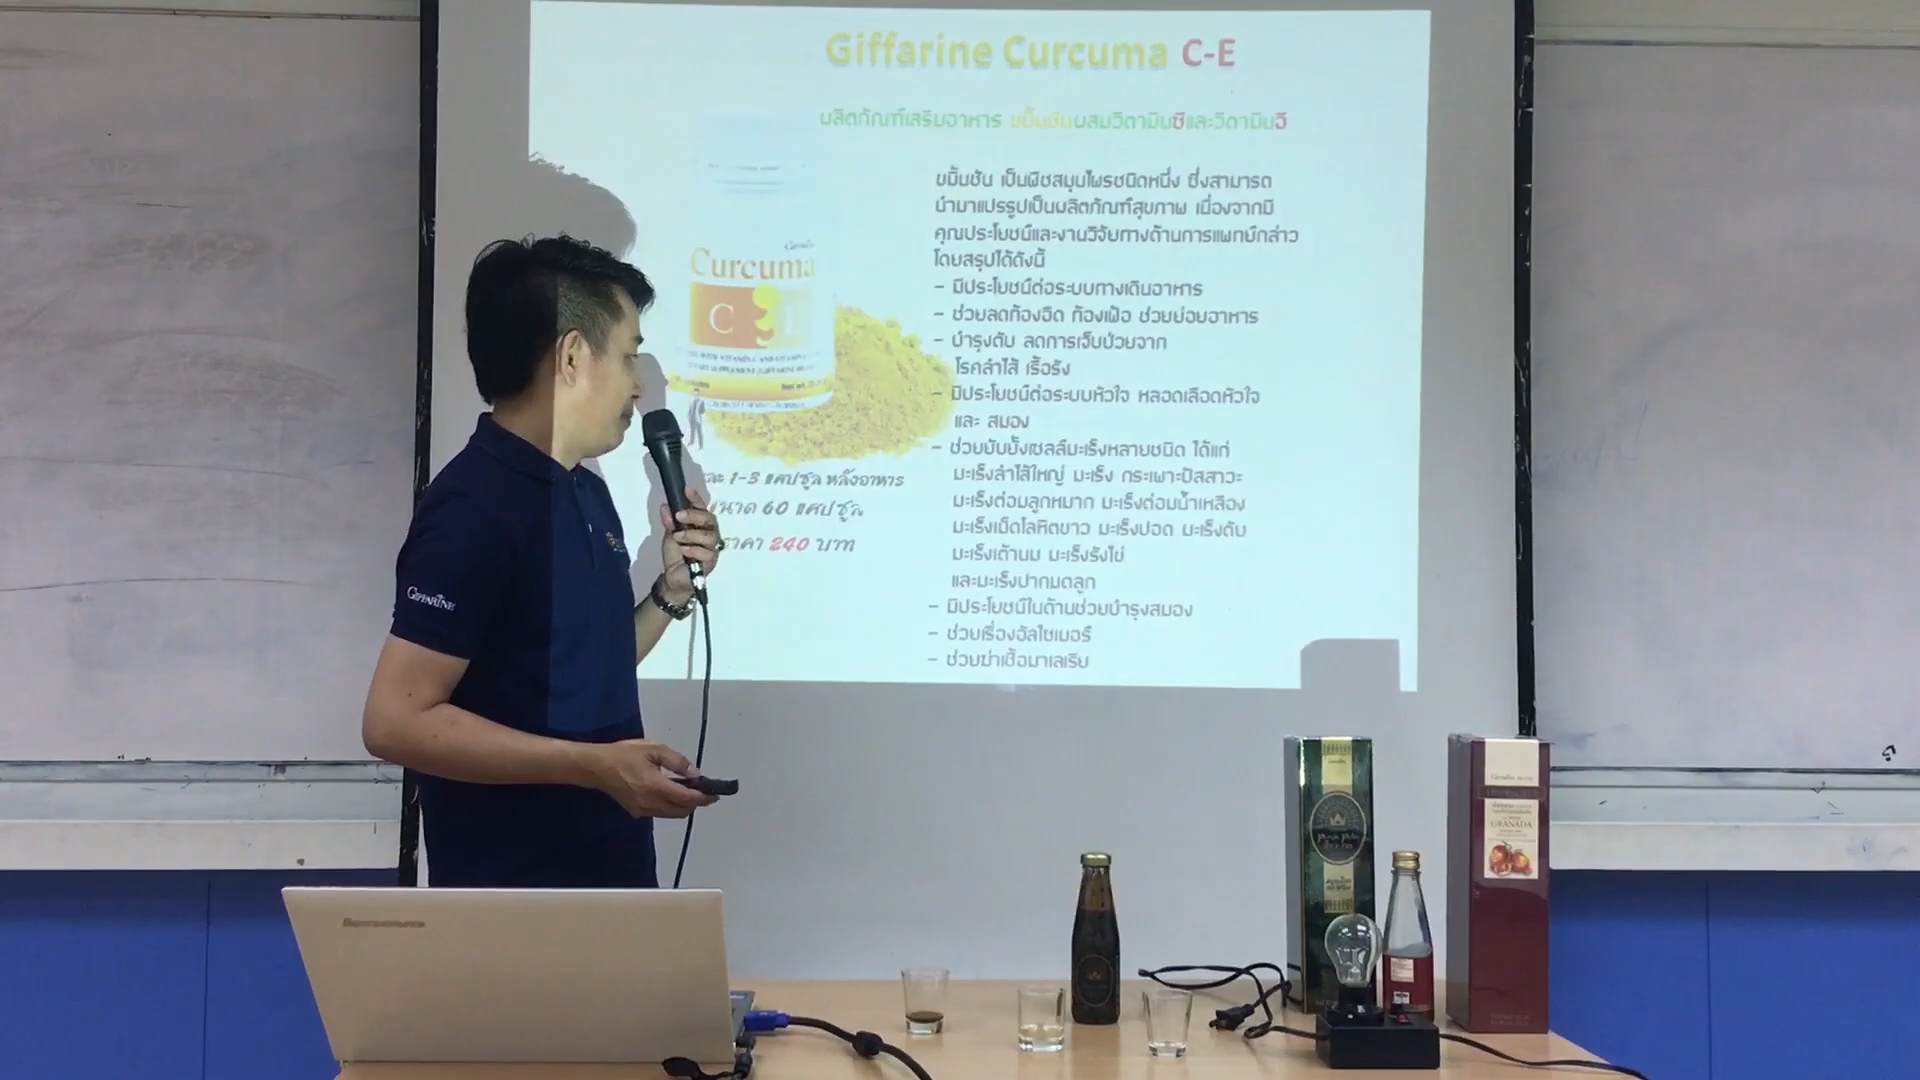 Giffarine Curcuma C-E
ผลิตภัณฑ์เสริมอาหาร ขมิ้นชันผสมวิตามินซีและวิตามินอี
ขมิ้นชัน เป็นพืชสมุนไพรชนิดหนึ่ง ซึ่งสามารถ
นำมาแปรรูปเป็นผลิตภัณฑ์สุขภาพ เนื่องจากมี
คุณประโยชน์และงานวิจัยทางด้านการแพทย์กล่าว
โดยสรุปได้ดังนี้
- มีประโยชน์ต่อระบบทางเดินอาหาร
- ช่วยลดท้องอืด ท้องเฟ้อ ช่วยย่อยอาหาร
- บำรุงตับ ลดการเจ็บป่วยจาก
โรคลำไส้ เรื้อรัง
- มีประโยชน์ต่อระบบหัวใจ หลอดเลือดหัวใจ
และ สมอง
- ช่วยยับยั้งเซลล์มะเร็งหลายชนิด ได้แก่
มะเร็งลำไส้ใหญ่ มะเร็ง กระเพาะปัสสาวะ
มะเร็งต่อมลูกหมาก มะเร็งต่อมน้ำเหลือง
มะเร็งเม็ดโลหิตขาว มะเร็งปอด มะเร็งตับ
มะเร็งเต้านม มะเร็งรังไข่
และมะเร็งปากมดลูก
- มีประโยชน์ในด้านช่วยบำรุงสมอง
- ช่วยเรื่องอัลไซเมอร์
- ช่วยฆ่าเชื้อมาเลเรีย
Curcuma
C E
ละ 1-3 แคปซูล หลังอาหาร
ขนาด 60 แคปซูล
ราคา 240 บาท
GIFFARINE
lenovo
GRANADA